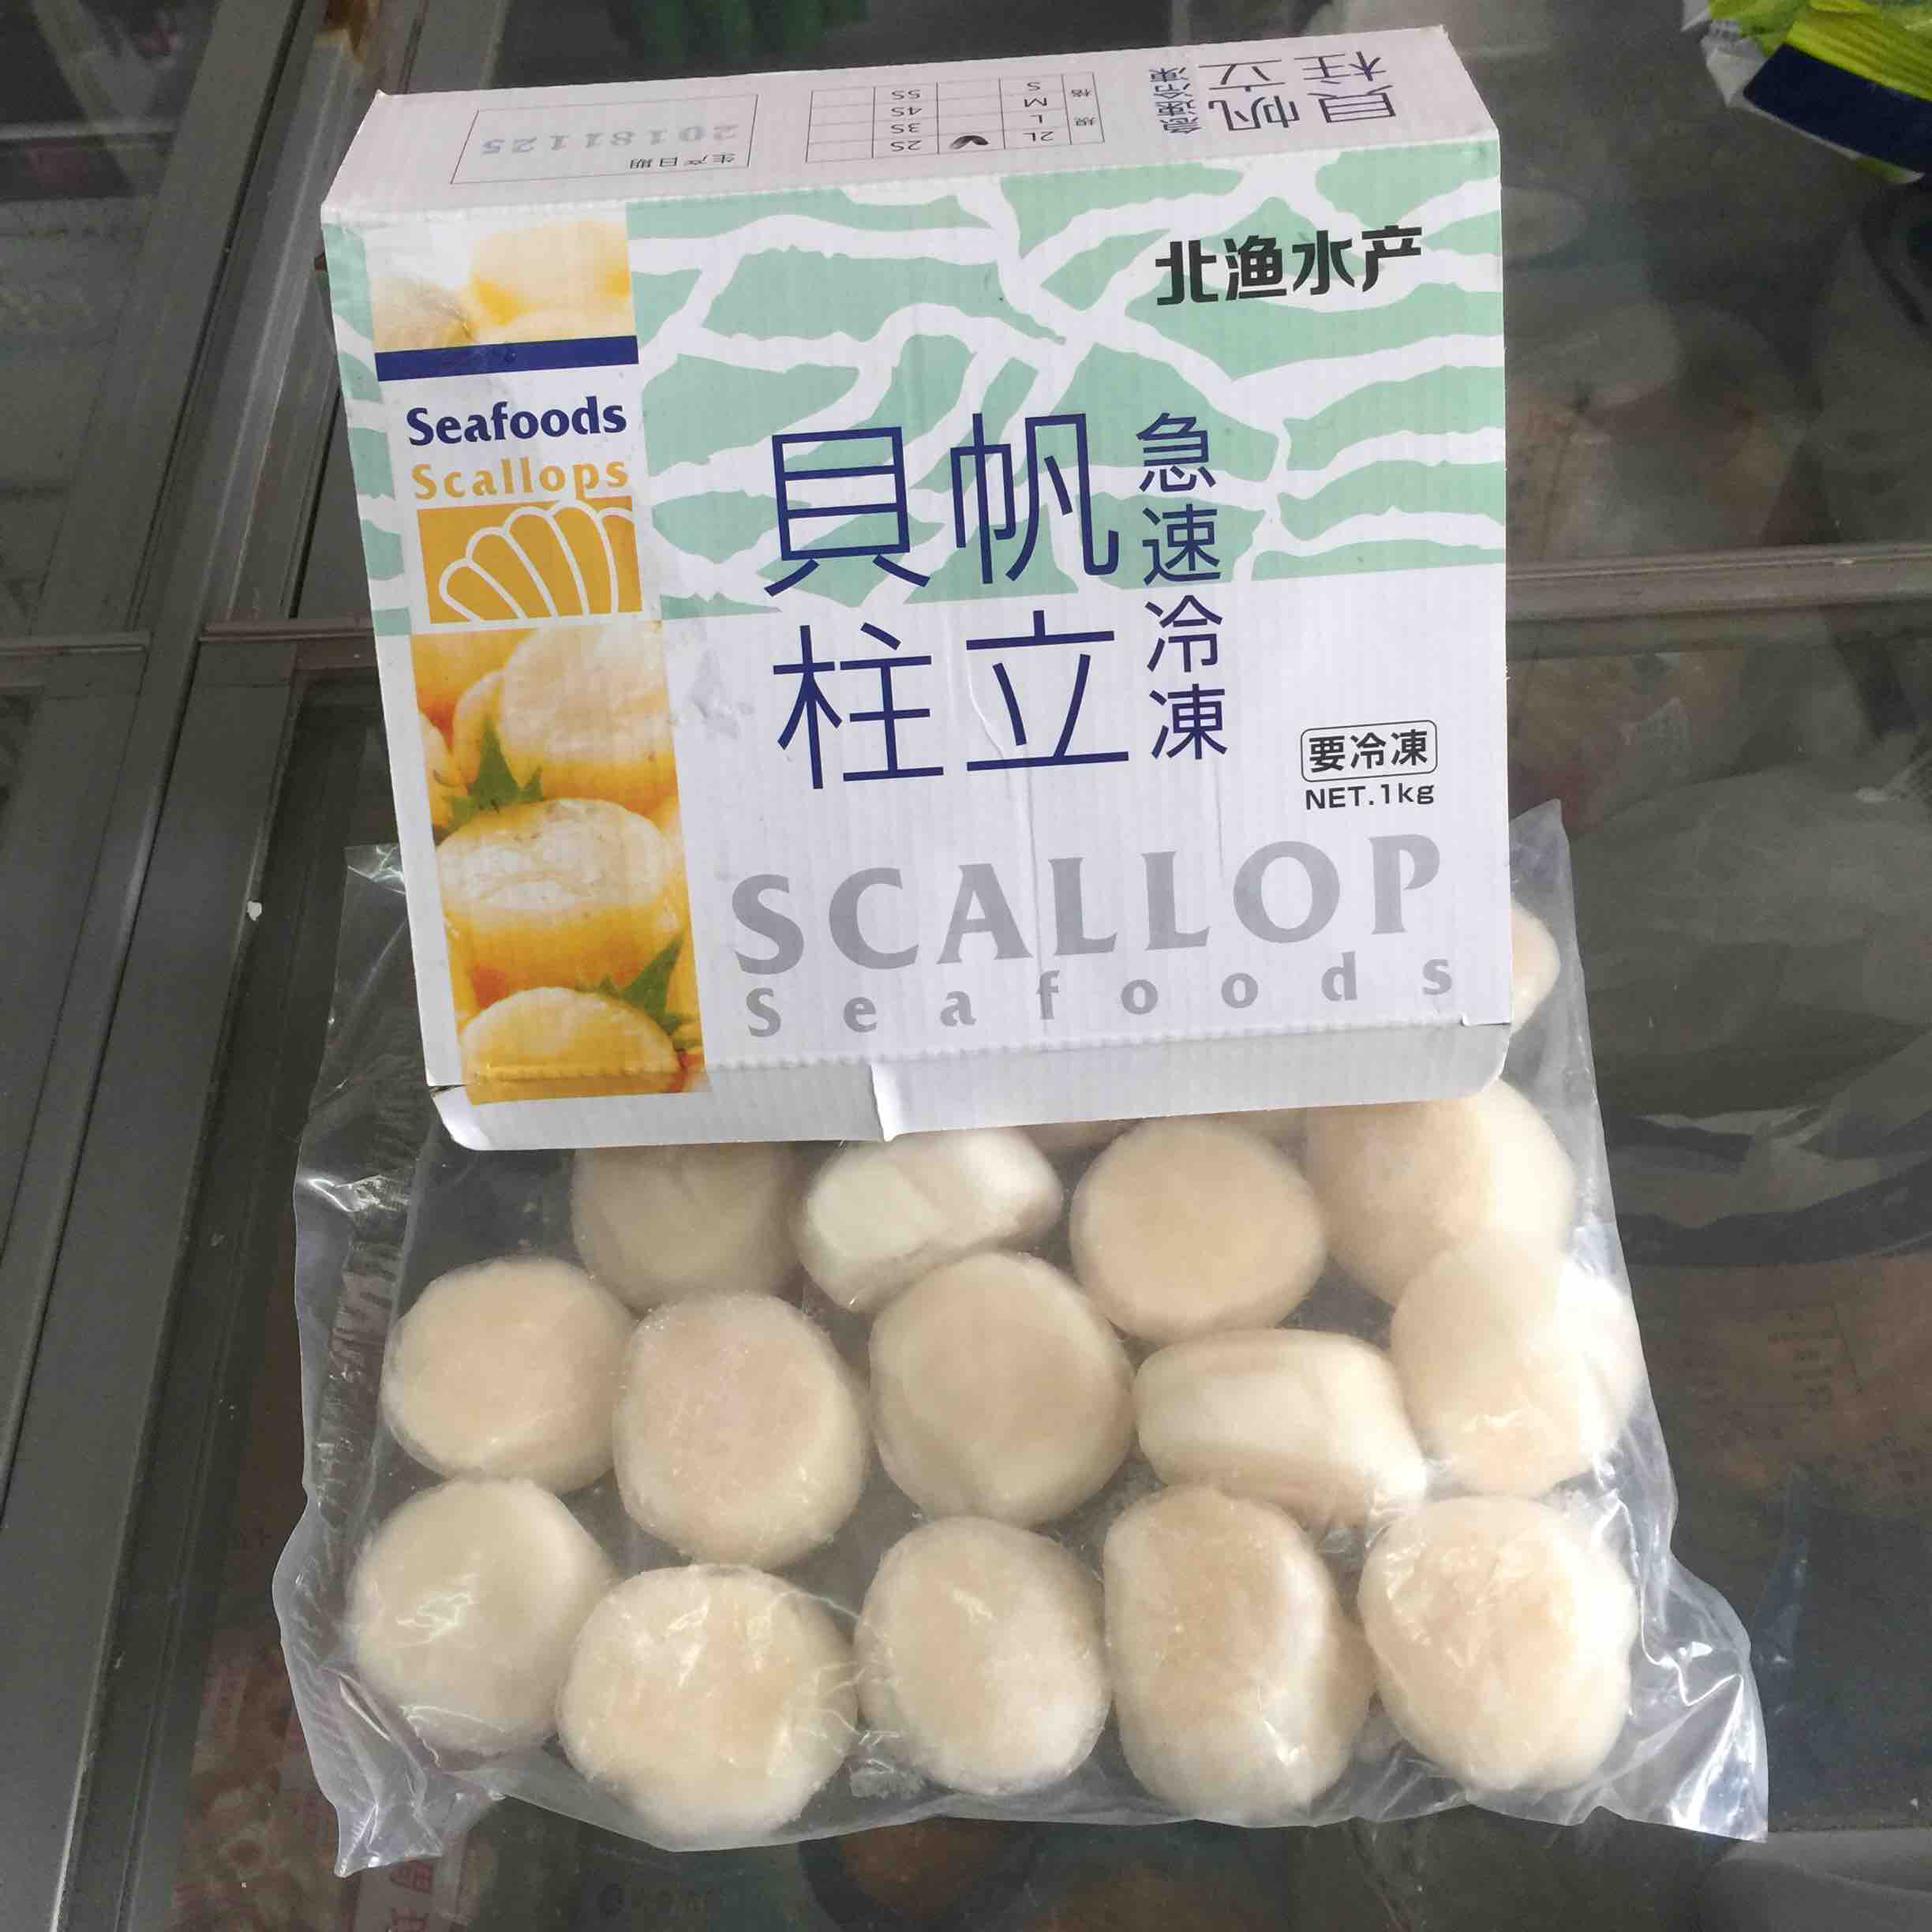 急速冷凍
帆立
貝柱
規格
2L
L
M
S
2S
3S
4S
5S
生产日期
20181125
北渔水产
Seafoods
Scallops
急速冷凍
帆立
貝柱
要冷凍
NET.1kg
SCALLOP
Seafoods